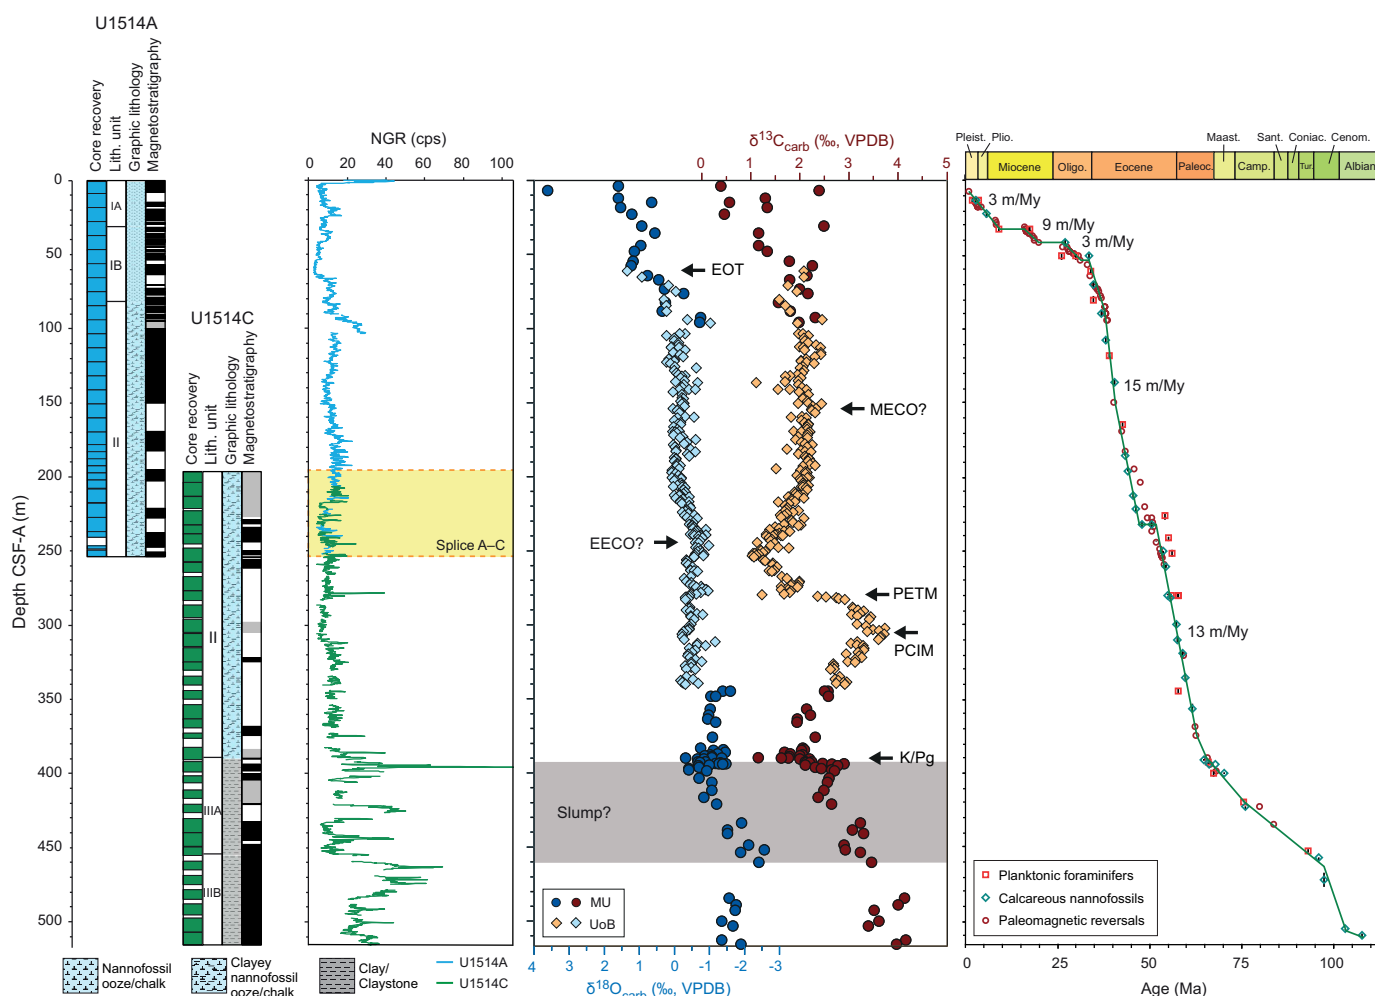 U1514A
Core recovery
Lith. unit
Graphic lithology
Magnetostratigraphy
IA
IB
II
U1514C
Core recovery
Lith. unit
Graphic lithology
Magnetostratigraphy
II
IIIA
IIIB
Depth CSF-A (m)
0
50
100
150
200
250
300
350
400
450
500
NGR (cps)
0 20 40 60 80 100
Splice A–C
δ13Ccarb (‰, VPDB)
0 1 2 3 4 5
EOT
MECO?
EECO?
PETM
PCIM
K/Pg
Slump?
MU
UoB
4 3 2 1 0 -1 -2 -3
δ18Ocarb (‰, VPDB)
Pleist. Plio. Maast. Sant. Coniac. Cenom.
Miocene Oligo. Eocene Paleoc. Camp. Tur. Albian
3 m/My
9 m/My
3 m/My
15 m/My
13 m/My
Planktonic foraminifers
Calcareous nannofossils
Paleomagnetic reversals
0 25 50 75 100
Age (Ma)
Nannofossil
ooze/chalk
Clayey
nannofossil
ooze/chalk
Clay/
Claystone
U1514A
U1514C